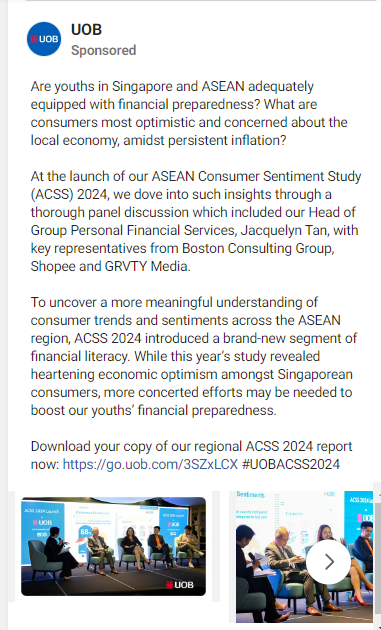 UOB
UOB
Sponsored
Are youths in Singapore and ASEAN adequately
equipped with financial preparedness? What are
consumers most optimistic and concerned about the
local economy, amidst persistent inflation?
At the launch of our ASEAN Consumer Sentiment Study
(ACSS) 2024, we dove into such insights through a
thorough panel discussion which included our Head of
Group Personal Financial Services, Jacquelyn Tan, with
key representatives from Boston Consulting Group,
Shopee and GRVTY Media.
To uncover a more meaningful understanding of
consumer trends and sentiments across the ASEAN
region, ACSS 2024 introduced a brand-new segment of
financial literacy. While this year's study revealed
heartening economic optimism amongst Singaporean
consumers, more concerted efforts may be needed to
boost our youths' financial preparedness.
Download your copy of our regional ACSS 2024 report
now: https://go.uob.com/3SZxLCX #UOBACSS2024
ACSS 2024 Launch
UOB
BCG
68
UOB
Sentiments
UOB